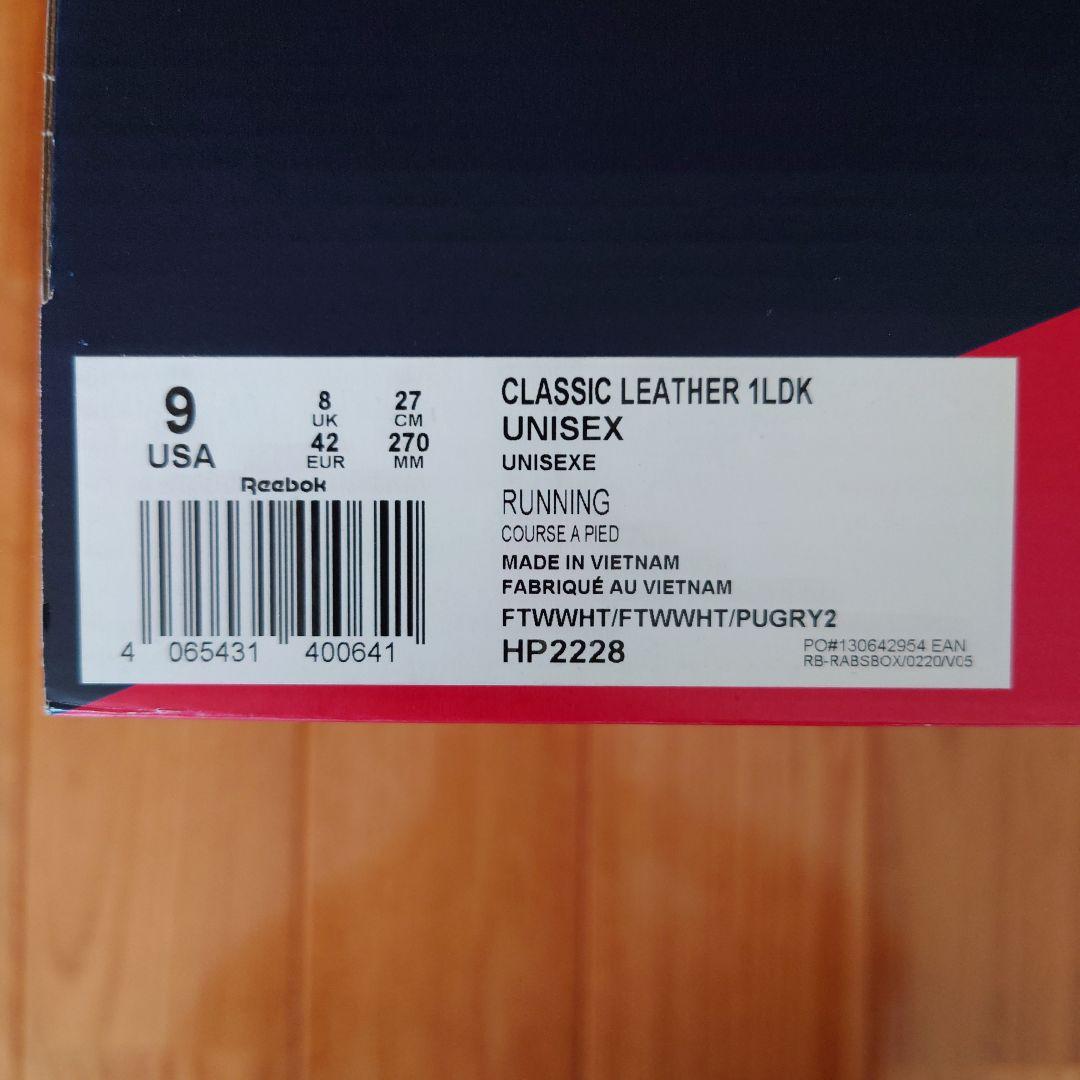 9
USA
8
UK
42
EUR
27
CM
270
MM
Reebok
4 065431 400641
CLASSIC LEATHER 1LDK
UNISEX
UNISEXE
RUNNING
COURSE A PIED
MADE IN VIETNAM
FABRIQUÉ AU VIETNAM
FTWWHT/FTWWHT/PUGRY2
HP2228
PO#130642954 EAN
RB-RABSBOX/0220/V05